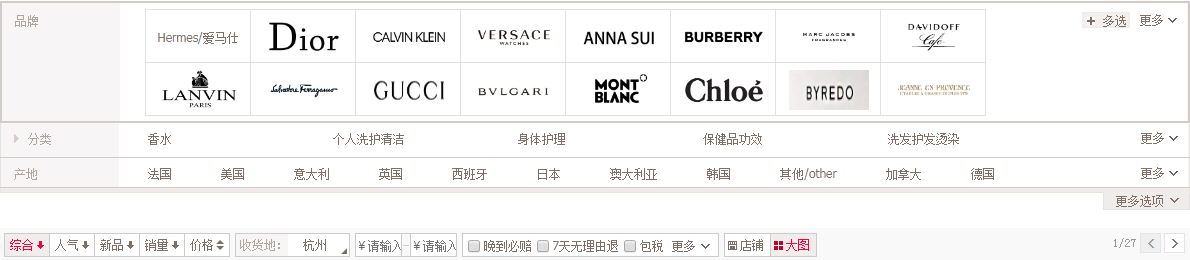 品牌
Hermes/爱马仕 Dior CALVIN KLEIN VERSACE ANNA SUI BURBERRY MARC JACOBS DAVIDOFF + 多选 更多
WATCHES FRAGRANCES Café
LANVIN Salvatore Ferragamo GUCCI BVLGARI MONT Chloé BYREDO JEANNE EN PROVENCE
PARIS BLANC
分类 香水 个人洗护清洁 身体护理 保健品功效 洗发护发烫染 更多
产地 法国 美国 意大利 英国 西班牙 日本 澳大利亚 韩国 其他/other 加拿大 德国 更多
更多选项
综合 人气 新品 销量 价格 收货地: 杭州 ¥请输入 - ¥请输入 晚到必赔 7天无理由退 包税 更多 店铺 大图 1/27 < >